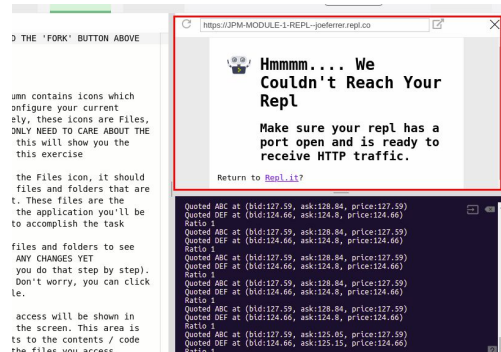 O THE 'FORK' BUTTON ABOVE
umn contains icons which
onfigure your current
ely, these icons are Files,
ONLY NEED TO CARE ABOUT THE
this will show you the
this exercise
the Files icon, it should
files and folders that are
t. These files are the
the application you'll be
to accomplish the task
files and folders to see
ANY CHANGES YET
you do that step by step).
Don't worry, you can click
le.
access will be shown in
the screen. This area is
ts to the contents / code
the files you access
https://JPM-MODULE-1-REPL--joeferrer.repl.co
Hmmmm.... We
Couldn't Reach Your
Repl
Make sure your repl has a
port open and is ready to
receive HTTP traffic.
Return to Repl.it?
Quoted ABC at (bid:127.59, ask:128.84, price:127.59)
Quoted DEF at (bid:124.66, ask:124.8, price:124.66)
Ratio 1
Quoted ABC at (bid:127.59, ask:128.84, price:127.59)
Quoted DEF at (bid:124.66, ask:124.8, price:124.66)
Ratio 1
Quoted ABC at (bid:127.59, ask:128.84, price:127.59)
Quoted DEF at (bid:124.66, ask:124.8, price:124.66)
Ratio 1
Quoted ABC at (bid:127.59, ask:128.84, price:127.59)
Quoted DEF at (bid:124.66, ask:124.8, price:124.66)
Ratio 1
Quoted ABC at (bid:127.59, ask:125.05, price:127.59)
Quoted DEF at (bid:124.66, ask:125.15, price:124.66)
Ratio 1